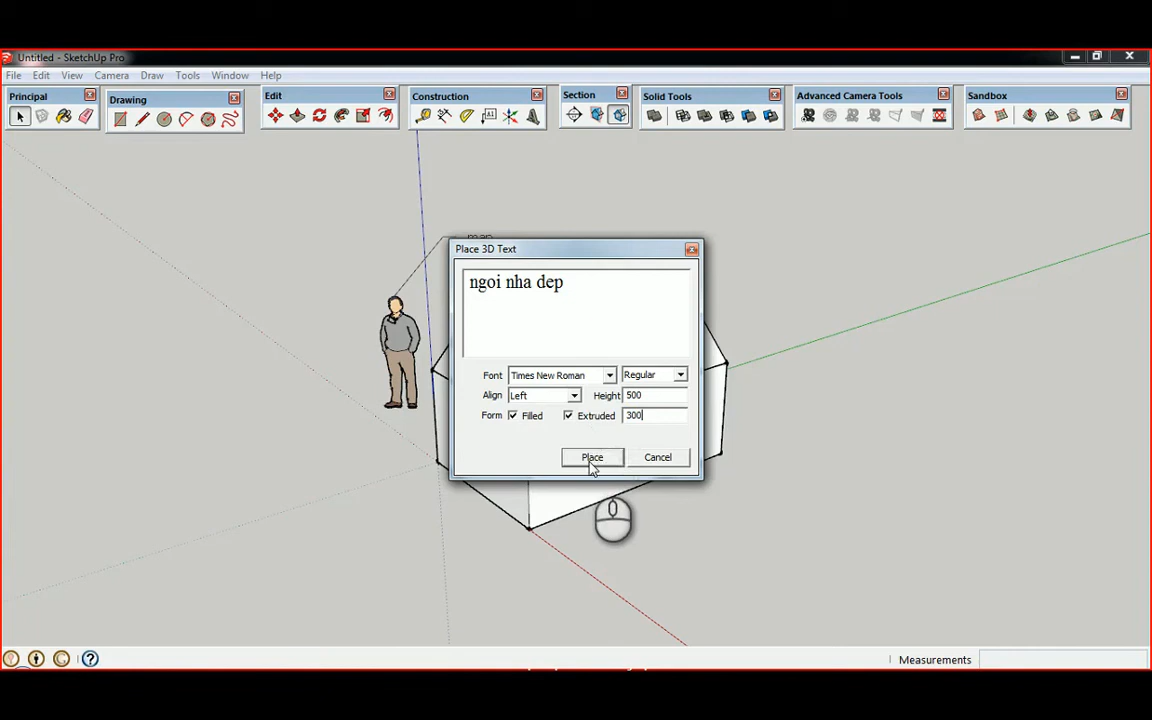 Untitled - SketchUp Pro
File Edit View Camera Draw Tools Window Help
Principal Drawing Edit Construction Section Solid Tools Advanced Camera Tools Sandbox
A1
Place 3D Text
ngoi nha dep
Font Times New Roman Regular
Align Left Height 500
Form Filled Extruded 300
Place Cancel
Measurements